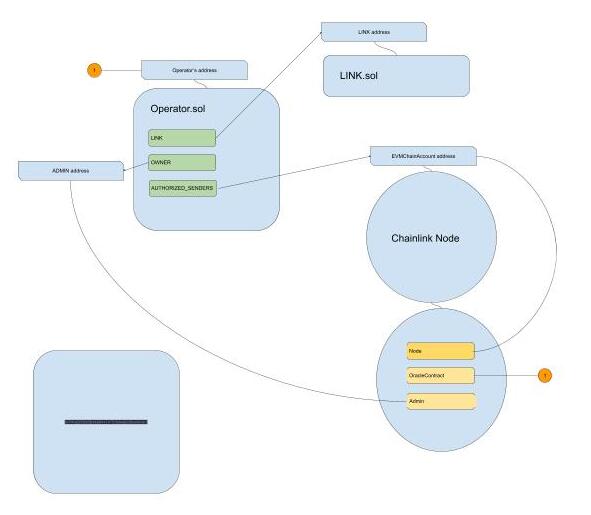 LINK address
1
Operator's address
LINK.sol
Operator.sol
LINK
OWNER
AUTHORIZED_SENDERS
EVMChainAccount address
ADMIN address
Chainlink Node
Node
OracleContract
1
Admin